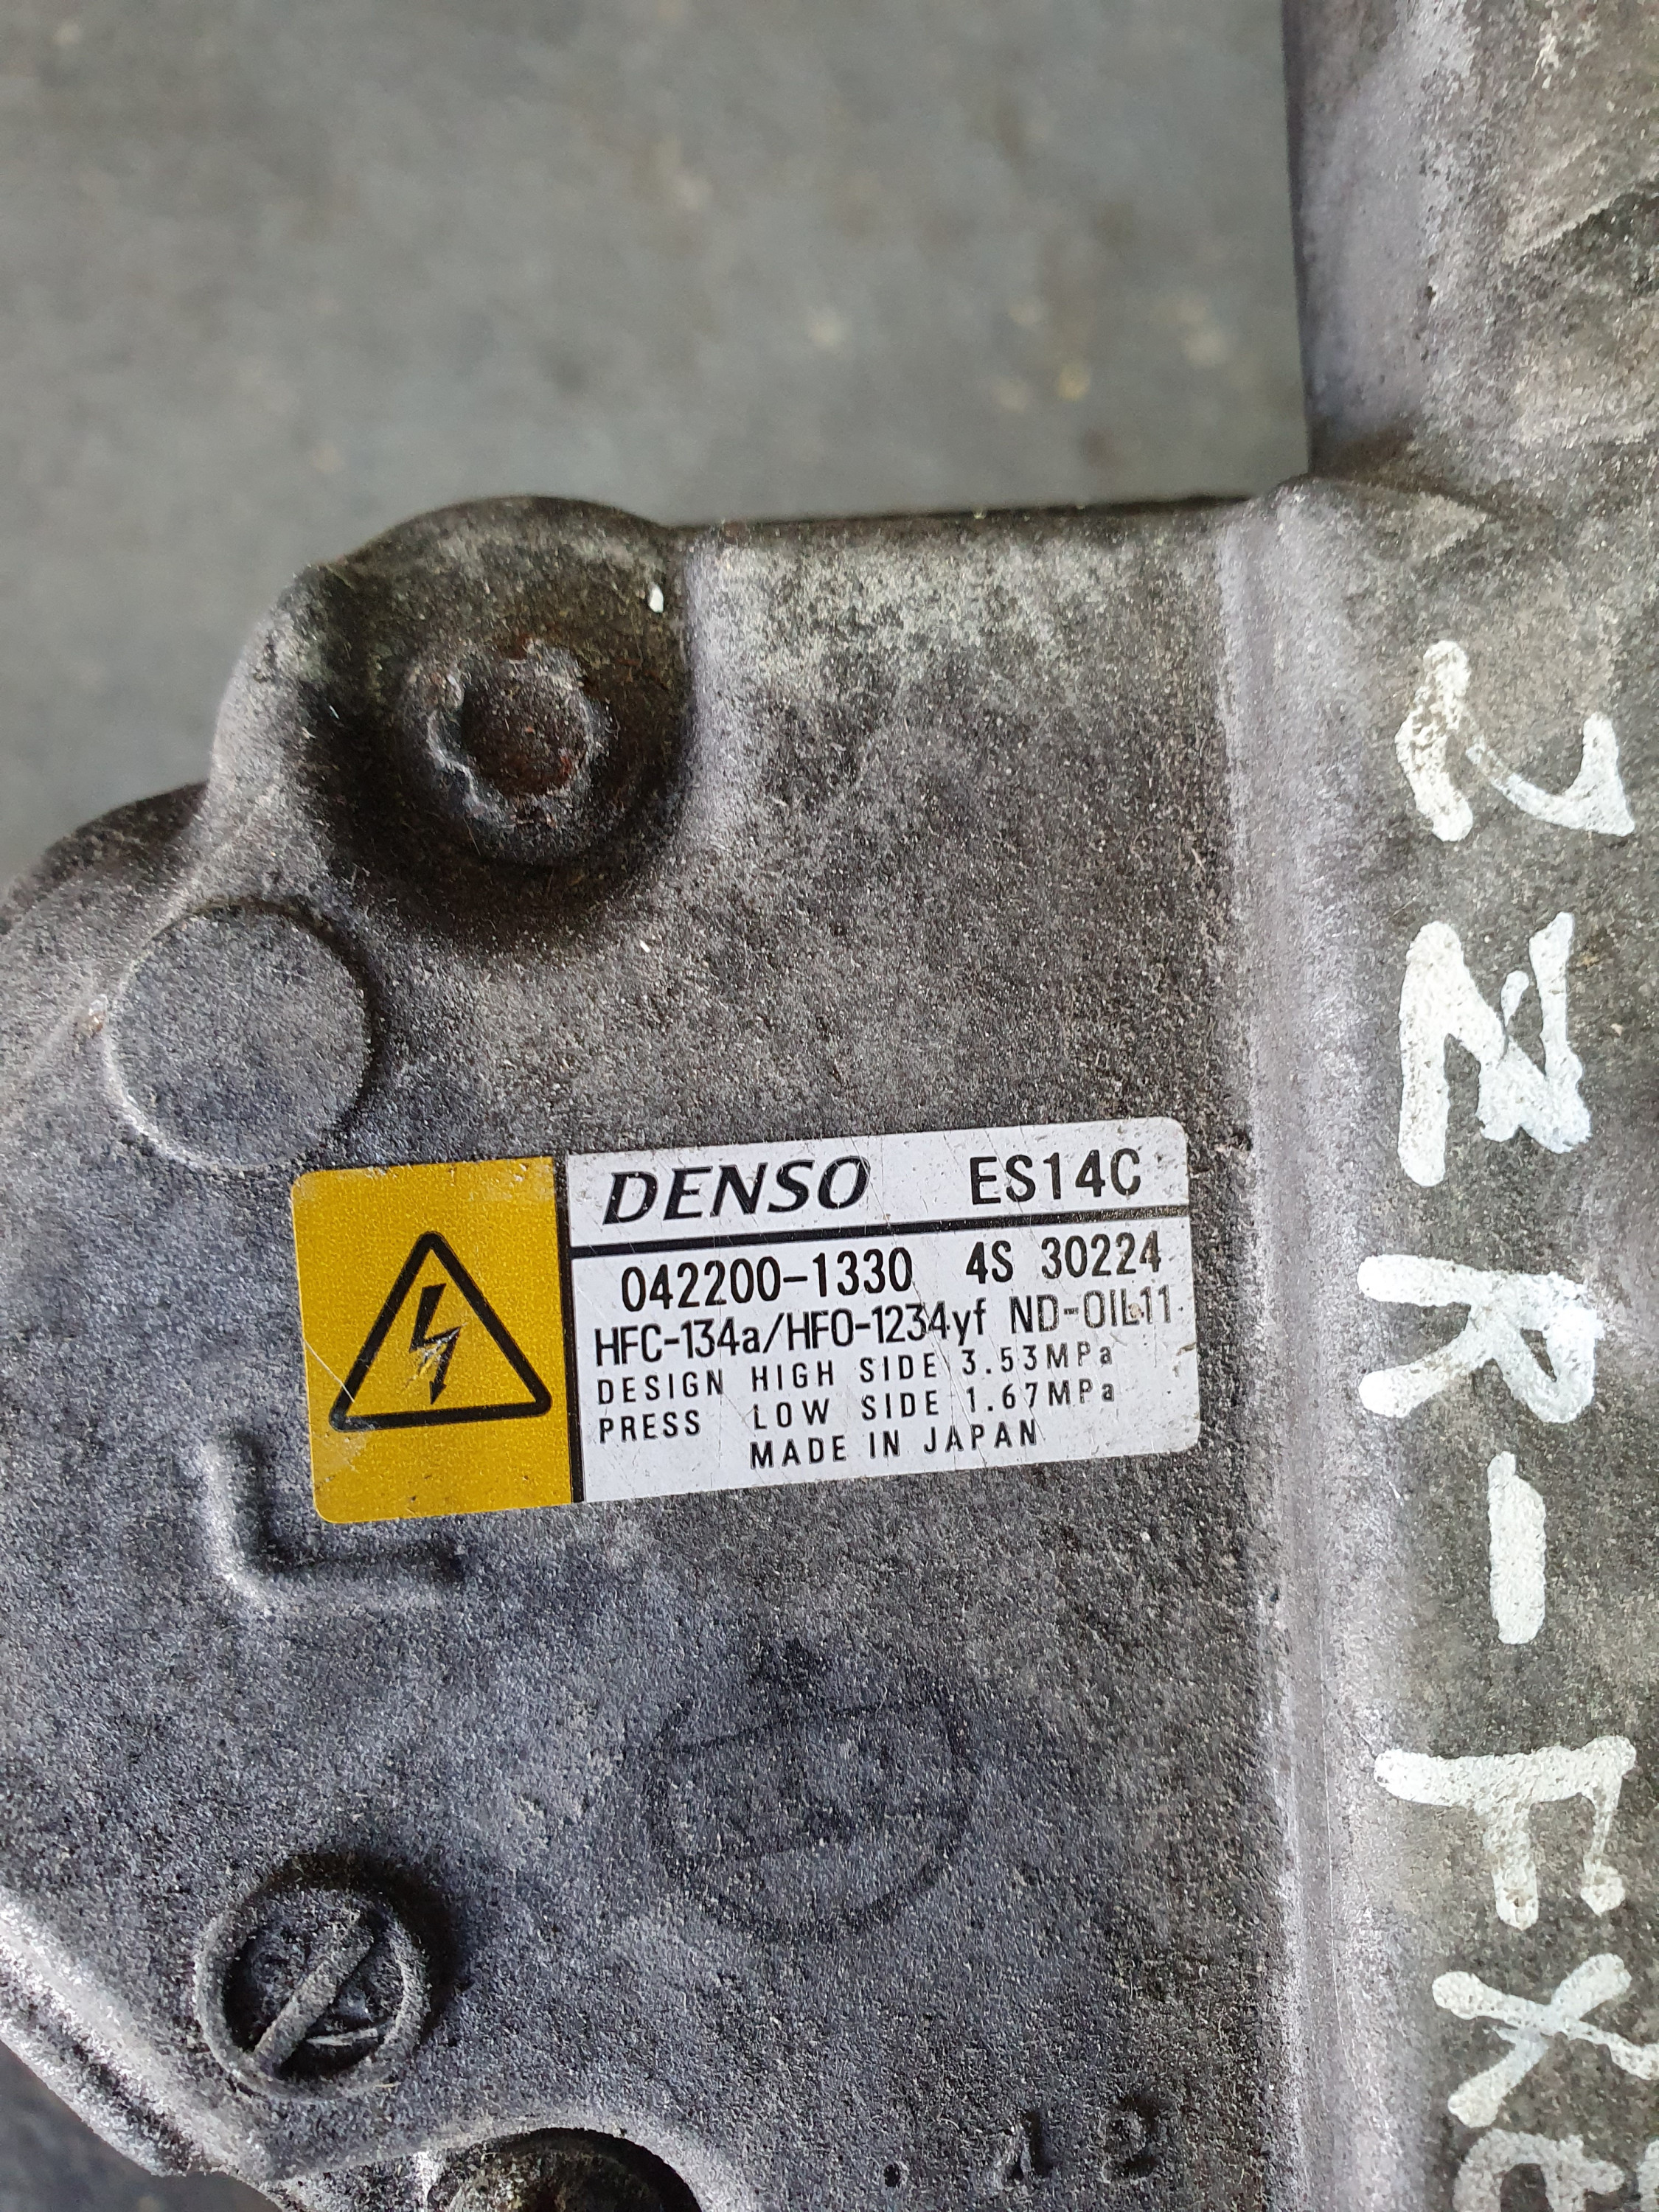 DENSO ES14C
042200-1330 4S 30224
HFC-134a/HFO-1234yf ND-OIL11
DESIGN HIGH SIDE 3.53MPa
PRESS LOW SIDE 1.67MPa
MADE IN JAPAN
2ZR-FXE